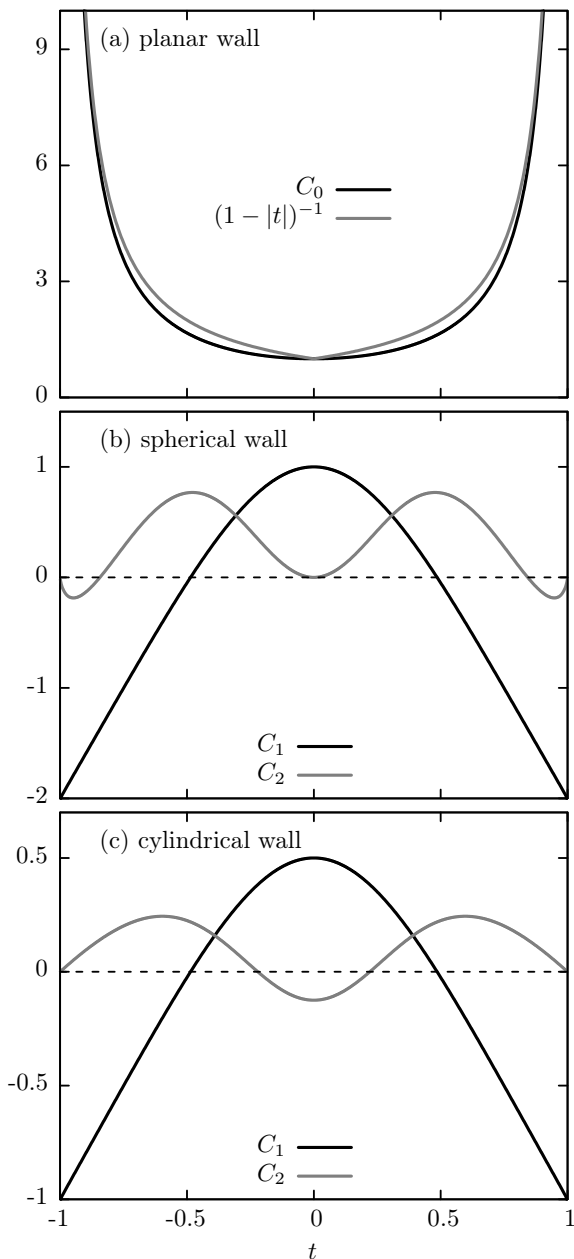 (a) planar wall
9
6
3
0
C₀
(1 − |t|)⁻¹
(b) spherical wall
1
0
-1
-2
C₁
C₂
(c) cylindrical wall
0.5
0
-0.5
-1
C₁
C₂
-1 -0.5 0 0.5 1
t